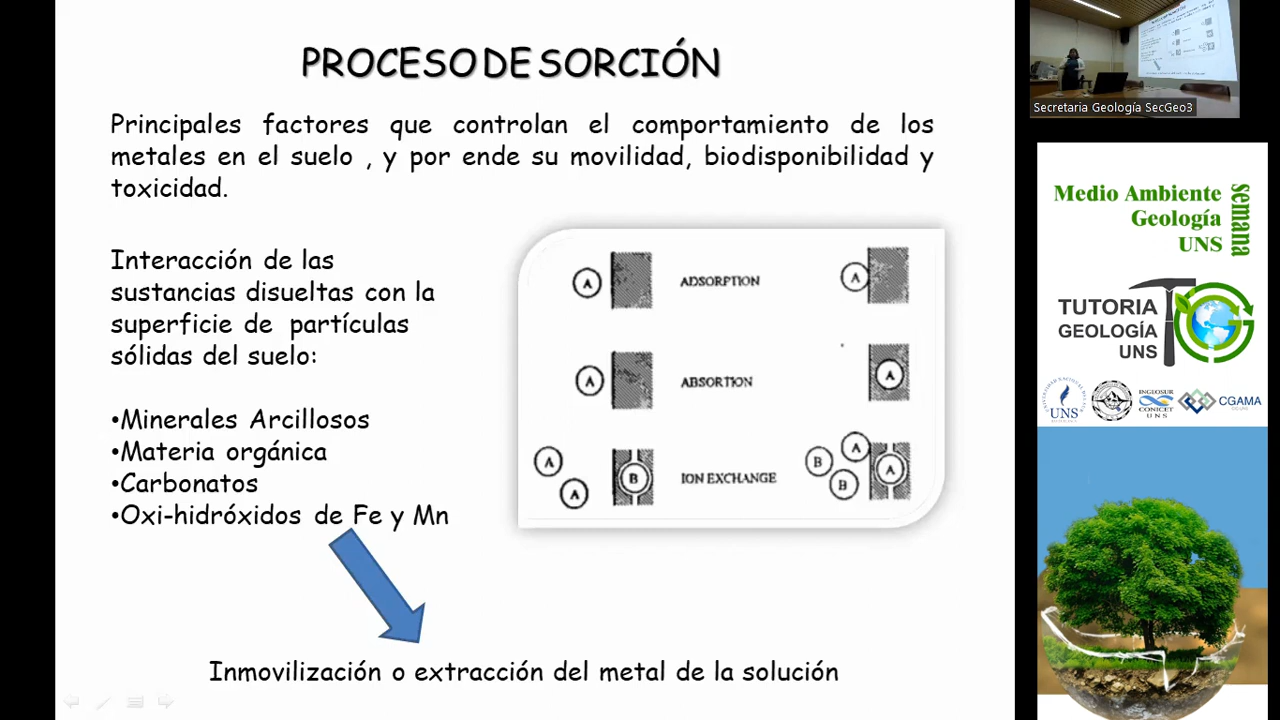 PROCESO DE SORCIÓN
Principales factores que controlan el comportamiento de los
metales en el suelo , y por ende su movilidad, biodisponibilidad y
toxicidad.
Interacción de las
sustancias disueltas con la
superficie de partículas
sólidas del suelo:
•Minerales Arcillosos
•Materia orgánica
•Carbonatos
•Oxi-hidróxidos de Fe y Mn
Inmovilización o extracción del metal de la solución
A ADSORPTION A
A ABSORTION A
A A B ION EXCHANGE B A B A
Secretaria Geología SecGeo3
Medio Ambiente
Geología
UNS
semana
TUTORIA
GEOLOGÍA
UNS
UNS
INGEOSUR
CONICET
UNS
CGAMA